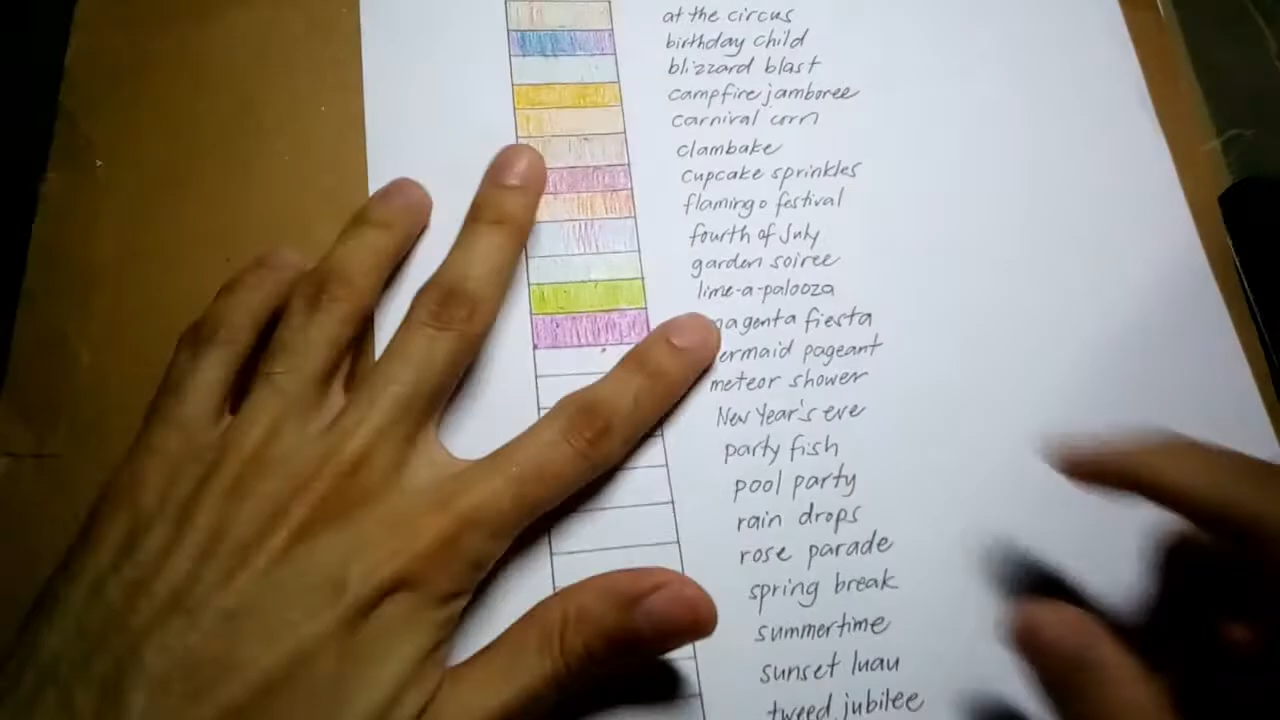 at the circus
birthday child
blizzard blast
campfire jamboree
carnival corn
clambake
cupcake sprinkles
flamingo festival
fourth of July
garden soiree
lime-a-palooza
magenta fiesta
mermaid pageant
meteor shower
New Year's eve
party fish
pool party
rain drops
rose parade
spring break
summertime
sunset luau
tweed jubilee